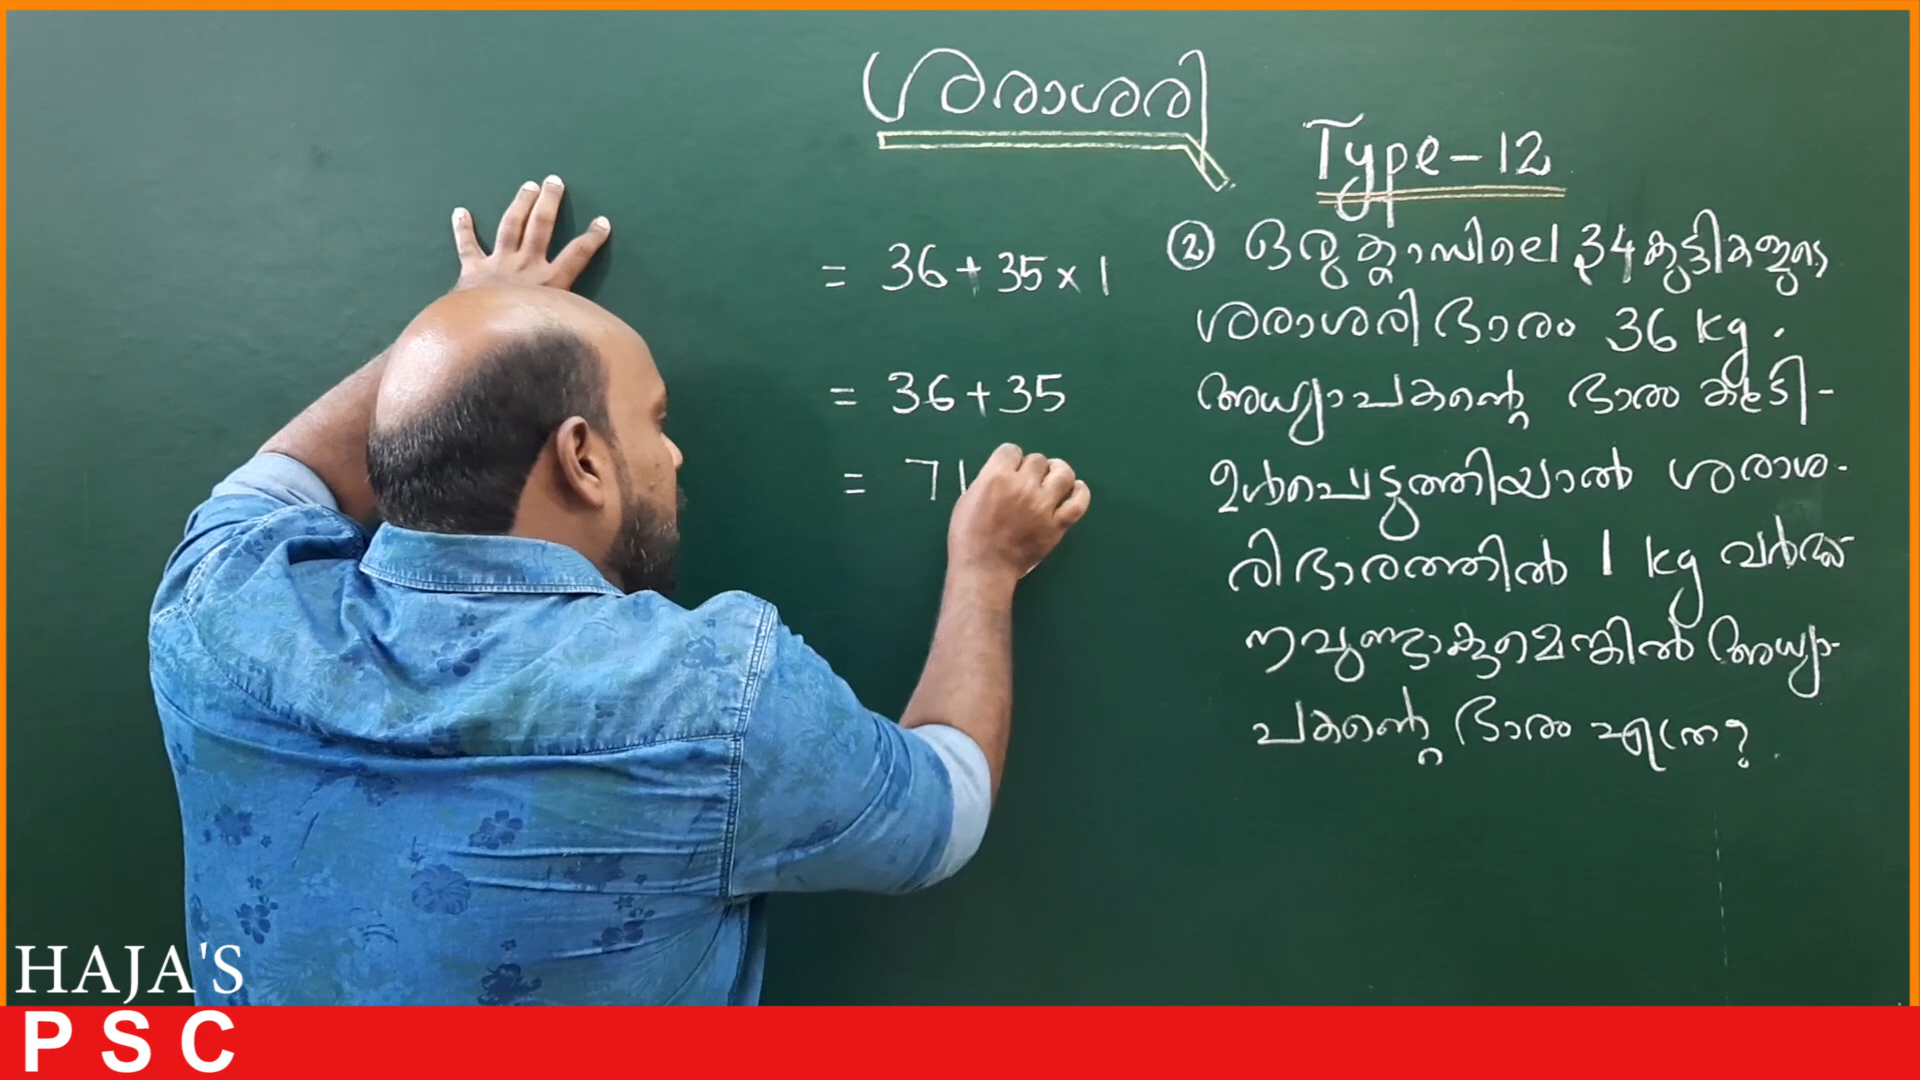 ശരാശരി
Type-12
= 36+35×1
= 36+35
= 71
② ഒരു ക്ലാസിലെ 34 കുട്ടികളുടെ
ശരാശരി ഭാരം 36 kg.
അധ്യാപകന്റെ ഭാരം കൂടി-
ഉൾപ്പെടുത്തിയാൽ ശരാശ-
രി ഭാരത്തിൽ 1 kg വർദ്ധ-
നവുണ്ടാകുമെങ്കിൽ അധ്യാ-
പകന്റെ ഭാരം എത്ര?
HAJA'S
PSC